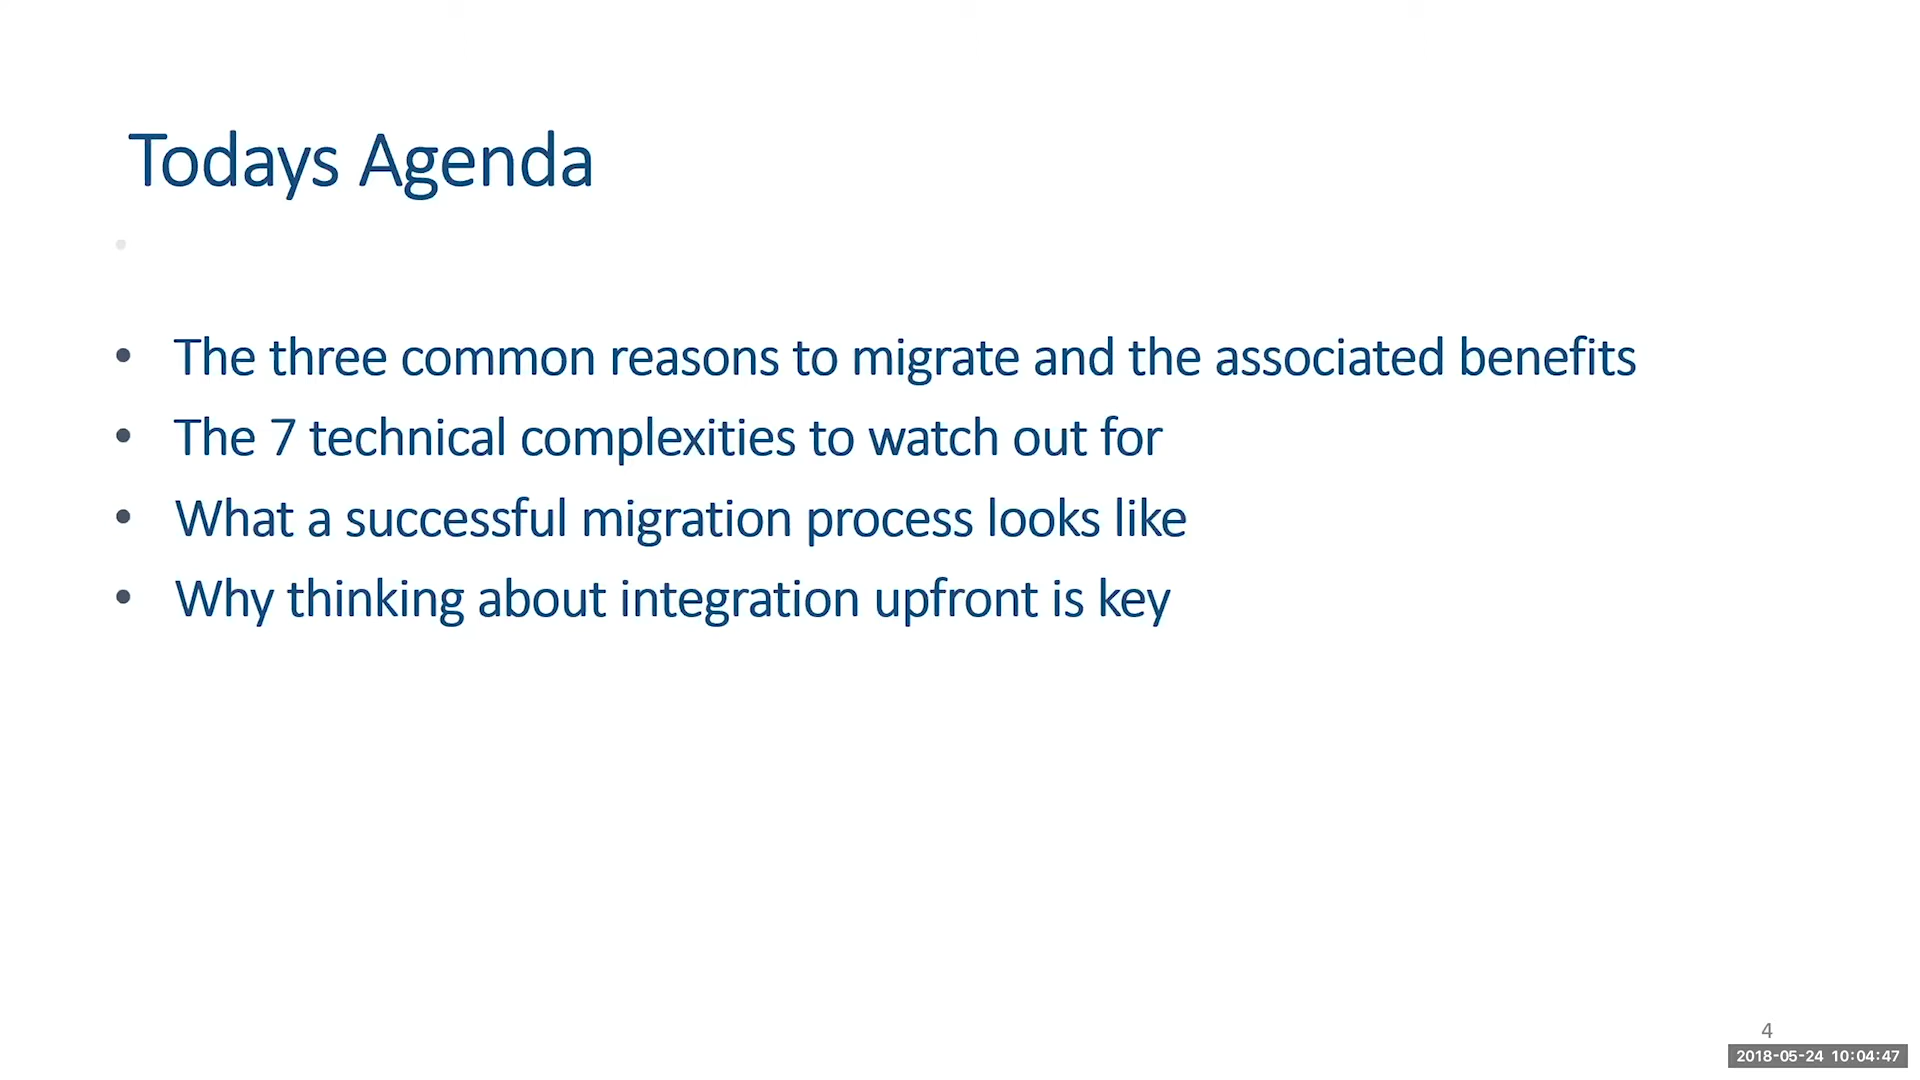 Todays Agenda
• The three common reasons to migrate and the associated benefits
• The 7 technical complexities to watch out for
• What a successful migration process looks like
• Why thinking about integration upfront is key
4
2018-05-24 10:04:47